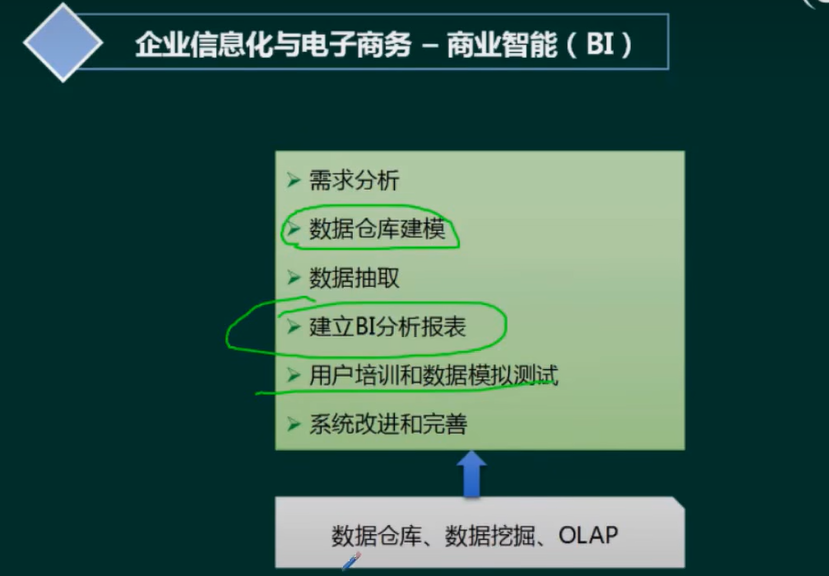 企业信息化与电子商务 – 商业智能（BI）
需求分析
数据仓库建模
数据抽取
建立BI分析报表
用户培训和数据模拟测试
系统改进和完善
数据仓库、数据挖掘、OLAP